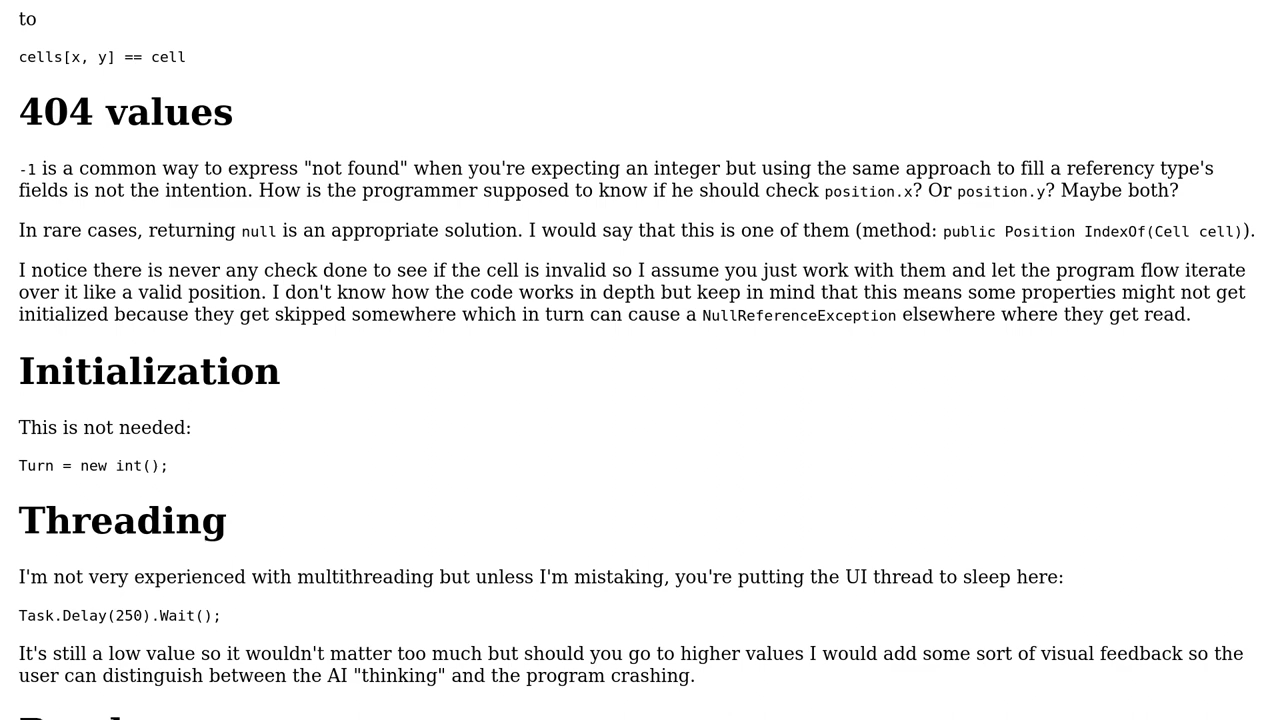 to
cells[x, y] == cell
404 values
-1 is a common way to express "not found" when you're expecting an integer but using the same approach to fill a referency type's
fields is not the intention. How is the programmer supposed to know if he should check position.x? Or position.y? Maybe both?
In rare cases, returning null is an appropriate solution. I would say that this is one of them (method: public Position IndexOf(Cell cell)).
I notice there is never any check done to see if the cell is invalid so I assume you just work with them and let the program flow iterate
over it like a valid position. I don't know how the code works in depth but keep in mind that this means some properties might not get
initialized because they get skipped somewhere which in turn can cause a NullReferenceException elsewhere where they get read.
Initialization
This is not needed:
Turn = new int();
Threading
I'm not very experienced with multithreading but unless I'm mistaking, you're putting the UI thread to sleep here:
Task.Delay(250).Wait();
It's still a low value so it wouldn't matter too much but should you go to higher values I would add some sort of visual feedback so the
user can distinguish between the AI "thinking" and the program crashing.